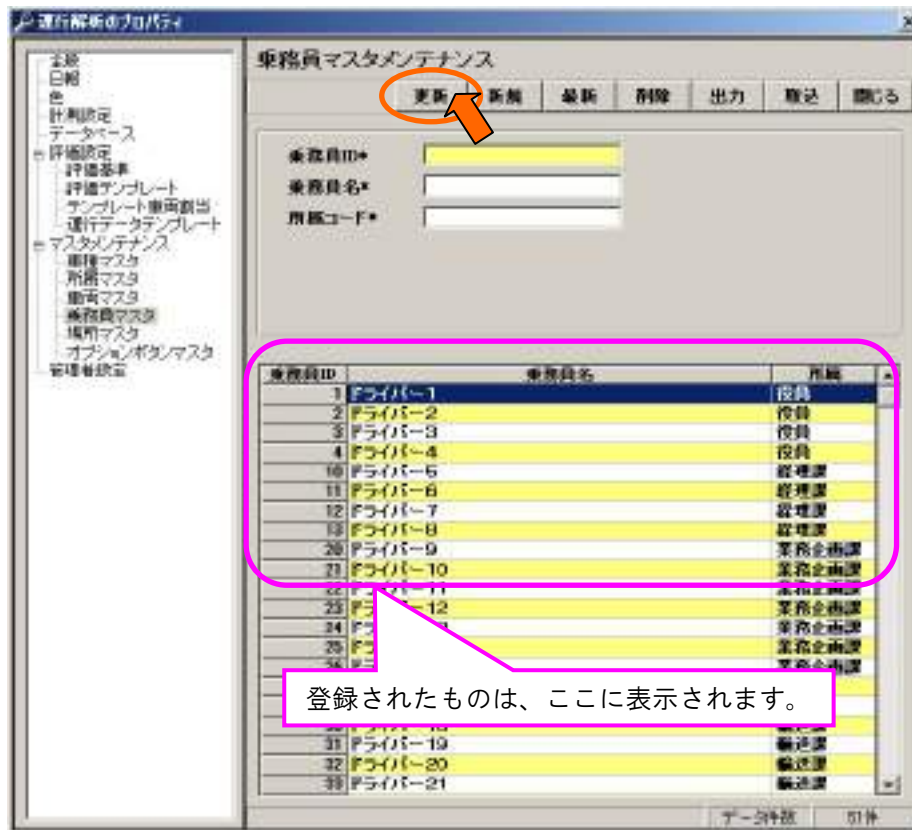 運行解析のプロパティ
全般
日報
色
計測設定
データベース
評価設定
評価基準
評価テンプレート
テンプレート車両割当
運行データテンプレート
マスタメンテナンス
車種マスタ
所属マスタ
車両マスタ
乗務員マスタ
場所マスタ
オプションボタンマスタ
管理者設定
乗務員マスタメンテナンス
更新 新規 最新 削除 出力 取込 閉じる
乗務員ID*
乗務員名*
所属コード*
乗務員ID 乗務員名 所属
1 ドライバー1 役員
2 ドライバー2 役員
3 ドライバー3 役員
4 ドライバー4 役員
10 ドライバー5 経理課
11 ドライバー6 経理課
12 ドライバー7 経理課
13 ドライバー8 経理課
20 ドライバー9 業務企画課
21 ドライバー10 業務企画課
22 11 業務企画課
23 12 業務企画課
24 業務企画課
25 業務企画課
26 業務企画課
登録されたものは、ここに表示されます。
31 ドライバー19 輸送課
32 ドライバー20 輸送課
33 ドライバー21 輸送課
データ件数 51件